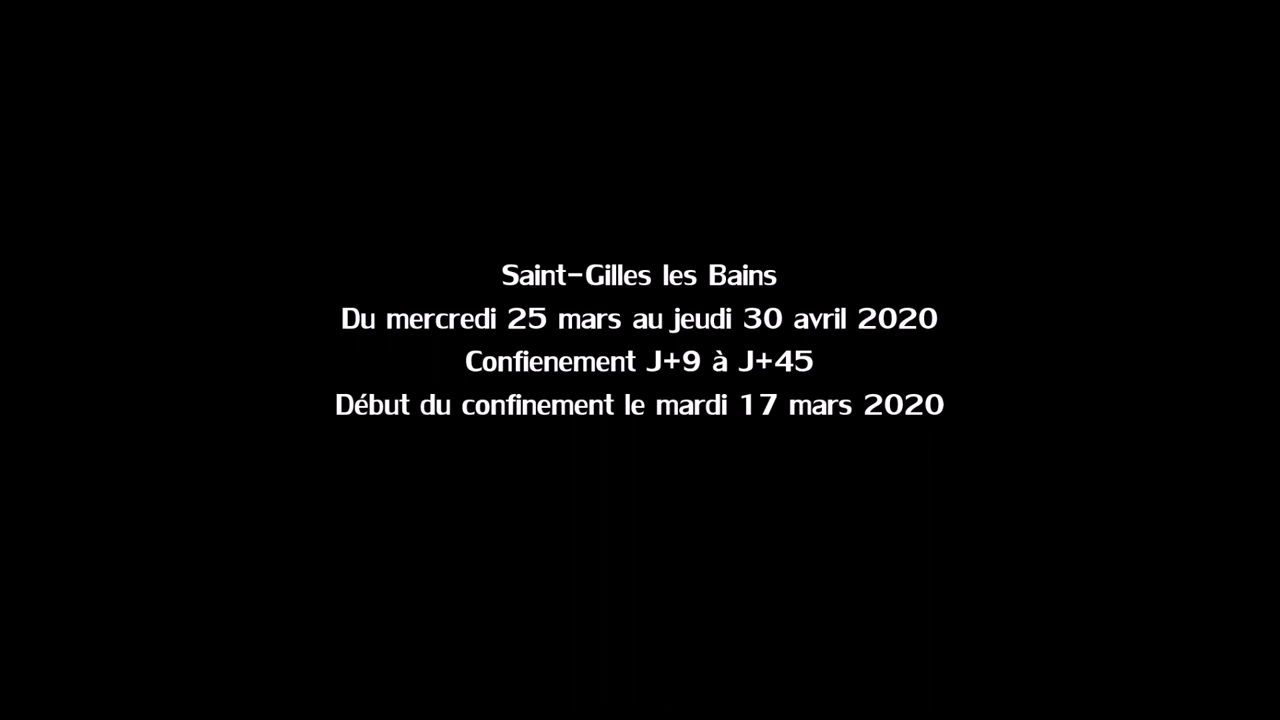 Saint-Gilles les Bains
Du mercredi 25 mars au jeudi 30 avril 2020
Confienement J+9 à J+45
Début du confinement le mardi 17 mars 2020